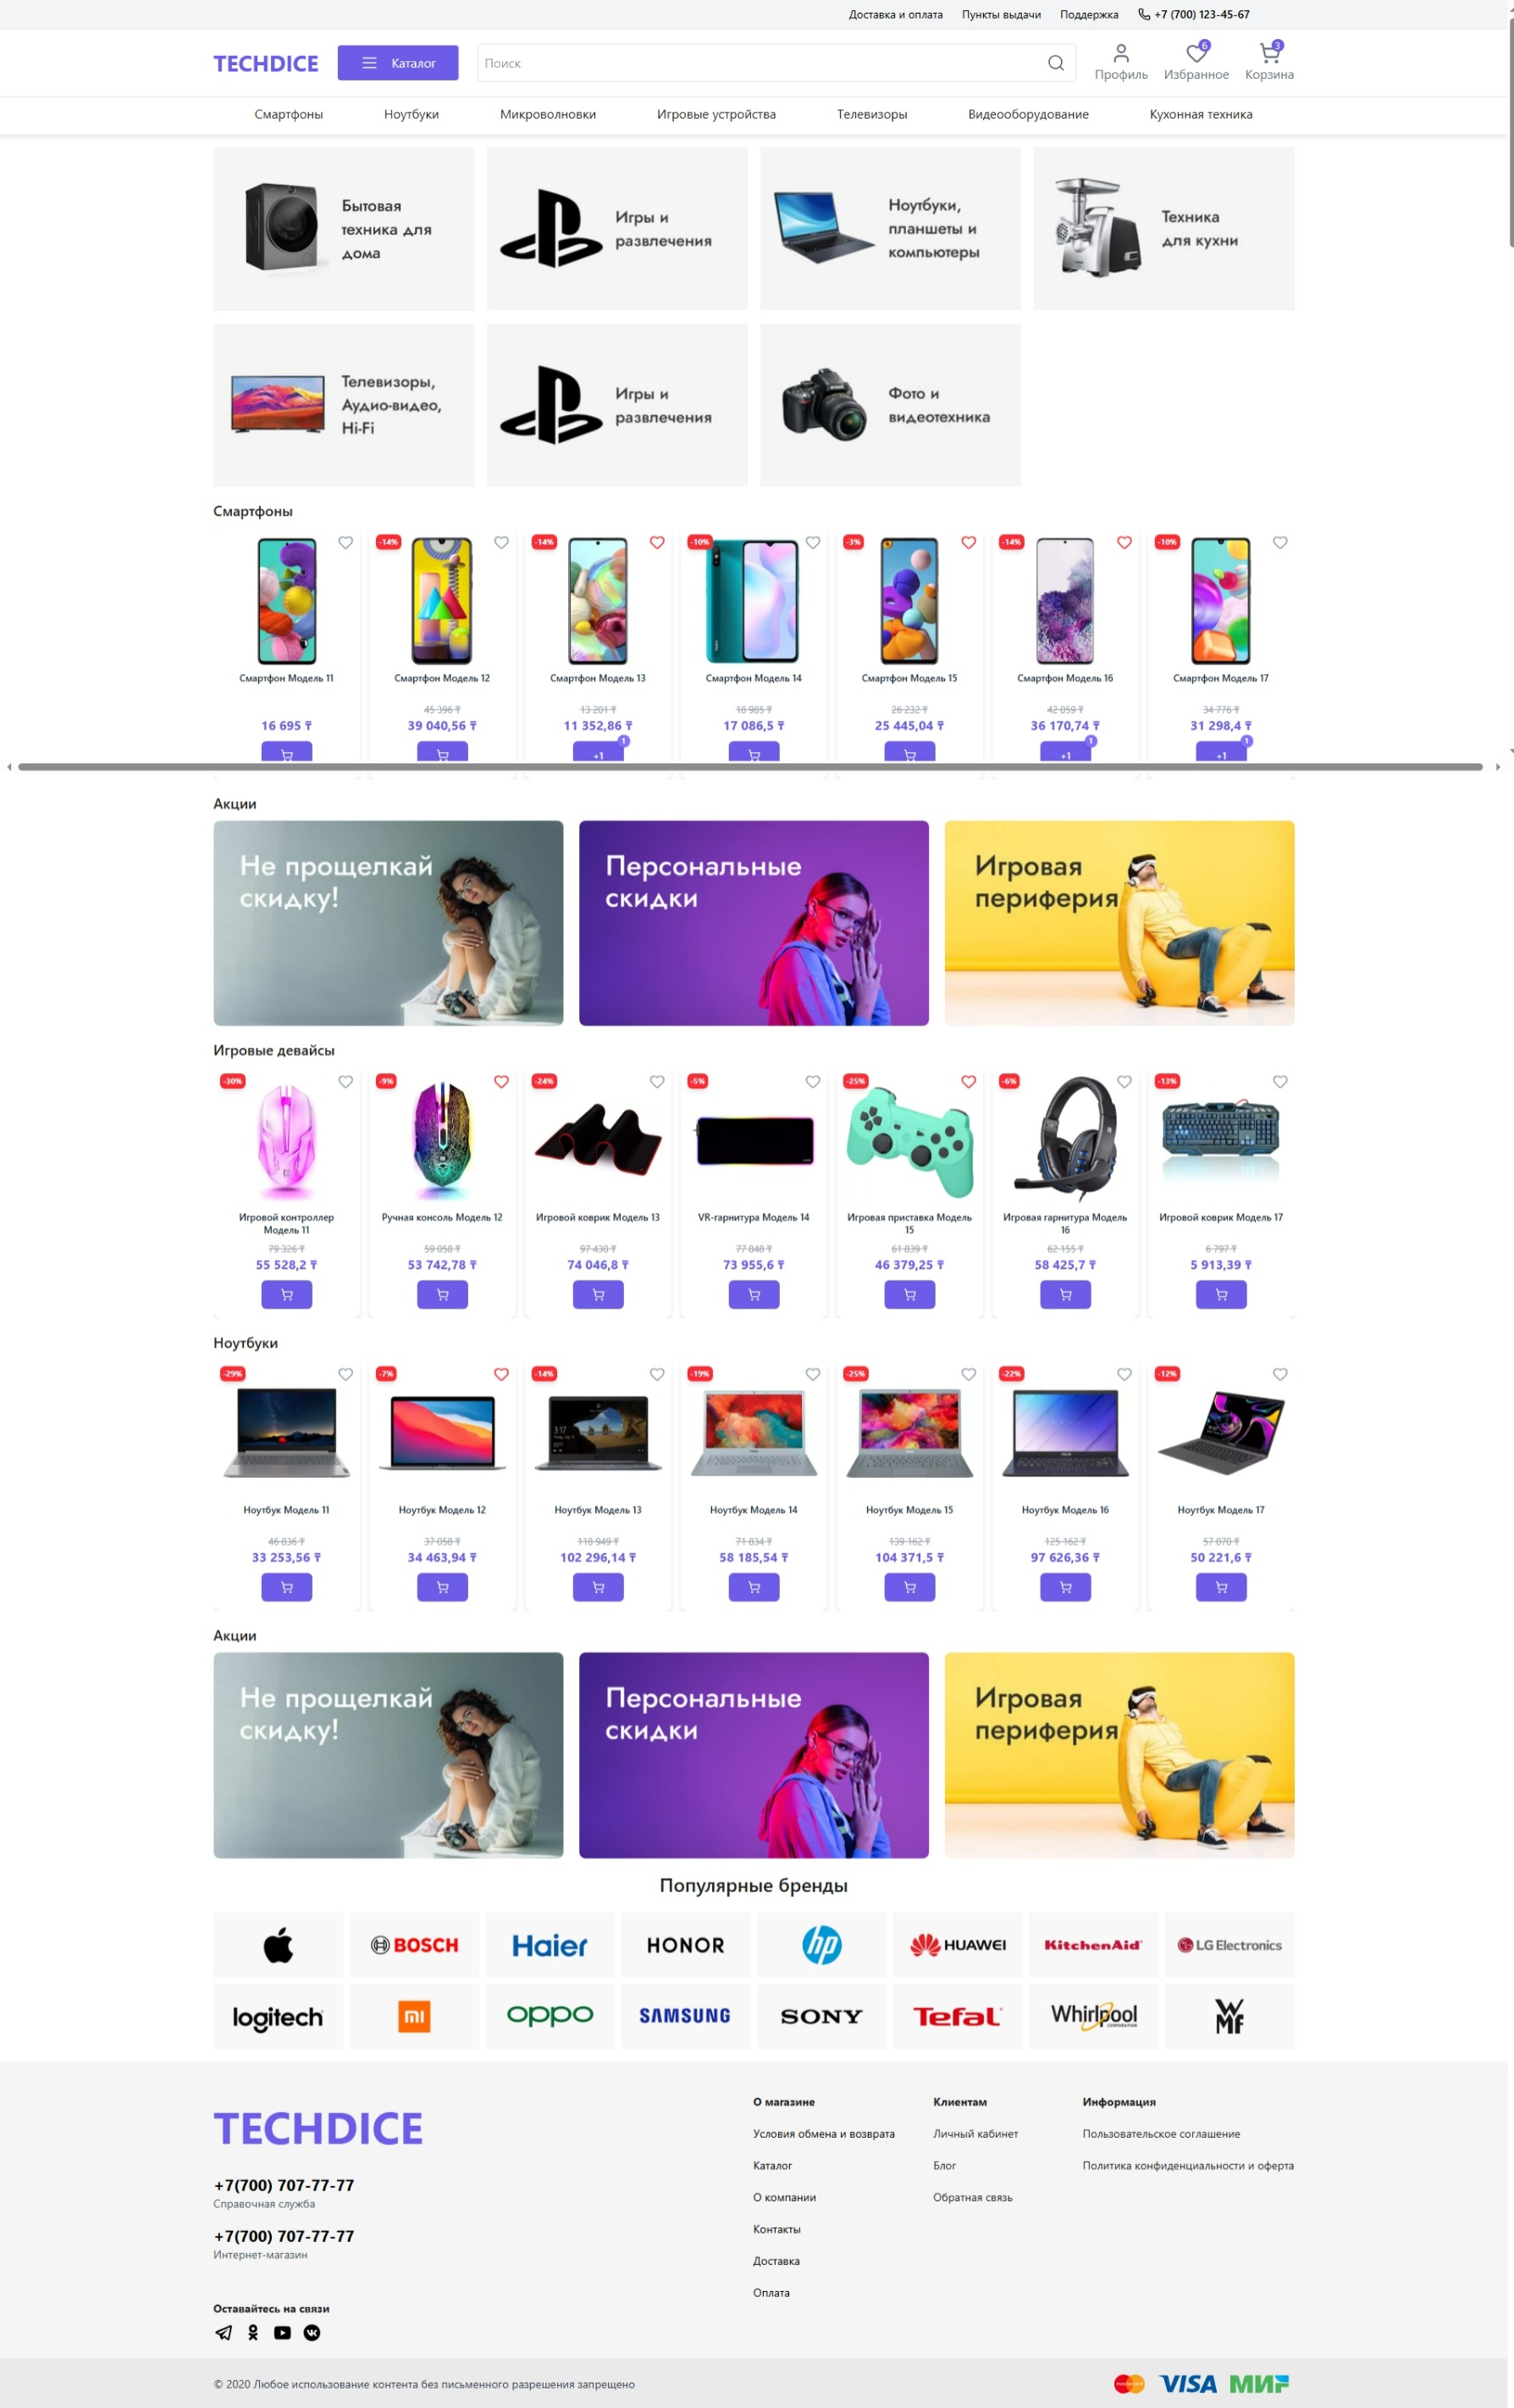 Доставка и оплата Пункты выдачи Поддержка +7 (700) 123-45-67
TECHDICE Каталог Поиск Профиль 6 Избранное 3 Корзина
Смартфоны Ноутбуки Микроволновки Игровые устройства Телевизоры Видеооборудование Кухонная техника
Бытовая
техника для
дома
Игры и
развлечения
Ноутбуки,
планшеты и
компьютеры
Техника
для кухни
Телевизоры,
Аудио-видео,
Hi-Fi
Игры и
развлечения
Фото и
видеотехника
Смартфоны
-14% -14% -10% -3% -14% -10%
Смартфон Модель 11 Смартфон Модель 12 Смартфон Модель 13 Смартфон Модель 14 Смартфон Модель 15 Смартфон Модель 16 Смартфон Модель 17
45 396 ₸ 13 201 ₸ 18 985 ₸ 26 232 ₸ 42 059 ₸ 34 776 ₸
16 695 ₸ 39 040,56 ₸ 11 352,86 ₸ 17 086,5 ₸ 25 445,04 ₸ 36 170,74 ₸ 31 298,4 ₸
+1 1 +1 1 +1 1
Акции
Не прощелкай
скидку!
Персональные
скидки
Игровая
периферия
Игровые девайсы
-30% -9% -24% -5% -25% -6% -13%
Игровой контроллер
Модель 11
Ручная консоль Модель 12
Игровой коврик Модель 13
VR-гарнитура Модель 14
Игровая приставка Модель
15
Игровая гарнитура Модель
16
Игровой коврик Модель 17
79 326 ₸ 59 058 ₸ 97 430 ₸ 77 848 ₸ 61 839 ₸ 62 155 ₸ 6 797 ₸
55 528,2 ₸ 53 742,78 ₸ 74 046,8 ₸ 73 955,6 ₸ 46 379,25 ₸ 58 425,7 ₸ 5 913,39 ₸
Ноутбуки
-29% -7% -14% -19% -25% -22% -12%
3:17
Ноутбук Модель 11 Ноутбук Модель 12 Ноутбук Модель 13 Ноутбук Модель 14 Ноутбук Модель 15 Ноутбук Модель 16 Ноутбук Модель 17
46 836 ₸ 37 058 ₸ 118 949 ₸ 71 834 ₸ 139 162 ₸ 125 162 ₸ 57 070 ₸
33 253,56 ₸ 34 463,94 ₸ 102 296,14 ₸ 58 185,54 ₸ 104 371,5 ₸ 97 626,36 ₸ 50 221,6 ₸
Акции
Не прощелкай
скидку!
Персональные
скидки
Игровая
периферия
Популярные бренды
BOSCH Haier HONOR hp HUAWEI KitchenAid LG Electronics
logitech mi oppo SAMSUNG SONY Tefal Whirlpool CORPORATION WMF
TECHDICE
+7(700) 707-77-77
Справочная служба
+7(700) 707-77-77
Интернет-магазин
Оставайтесь на связи
О магазине
Условия обмена и возврата
Каталог
О компании
Контакты
Доставка
Оплата
Клиентам
Личный кабинет
Блог
Обратная связь
Информация
Пользовательское соглашение
Политика конфиденциальности и оферта
© 2020 Любое использование контента без письменного разрешения запрещено
mastercard VISA МИР